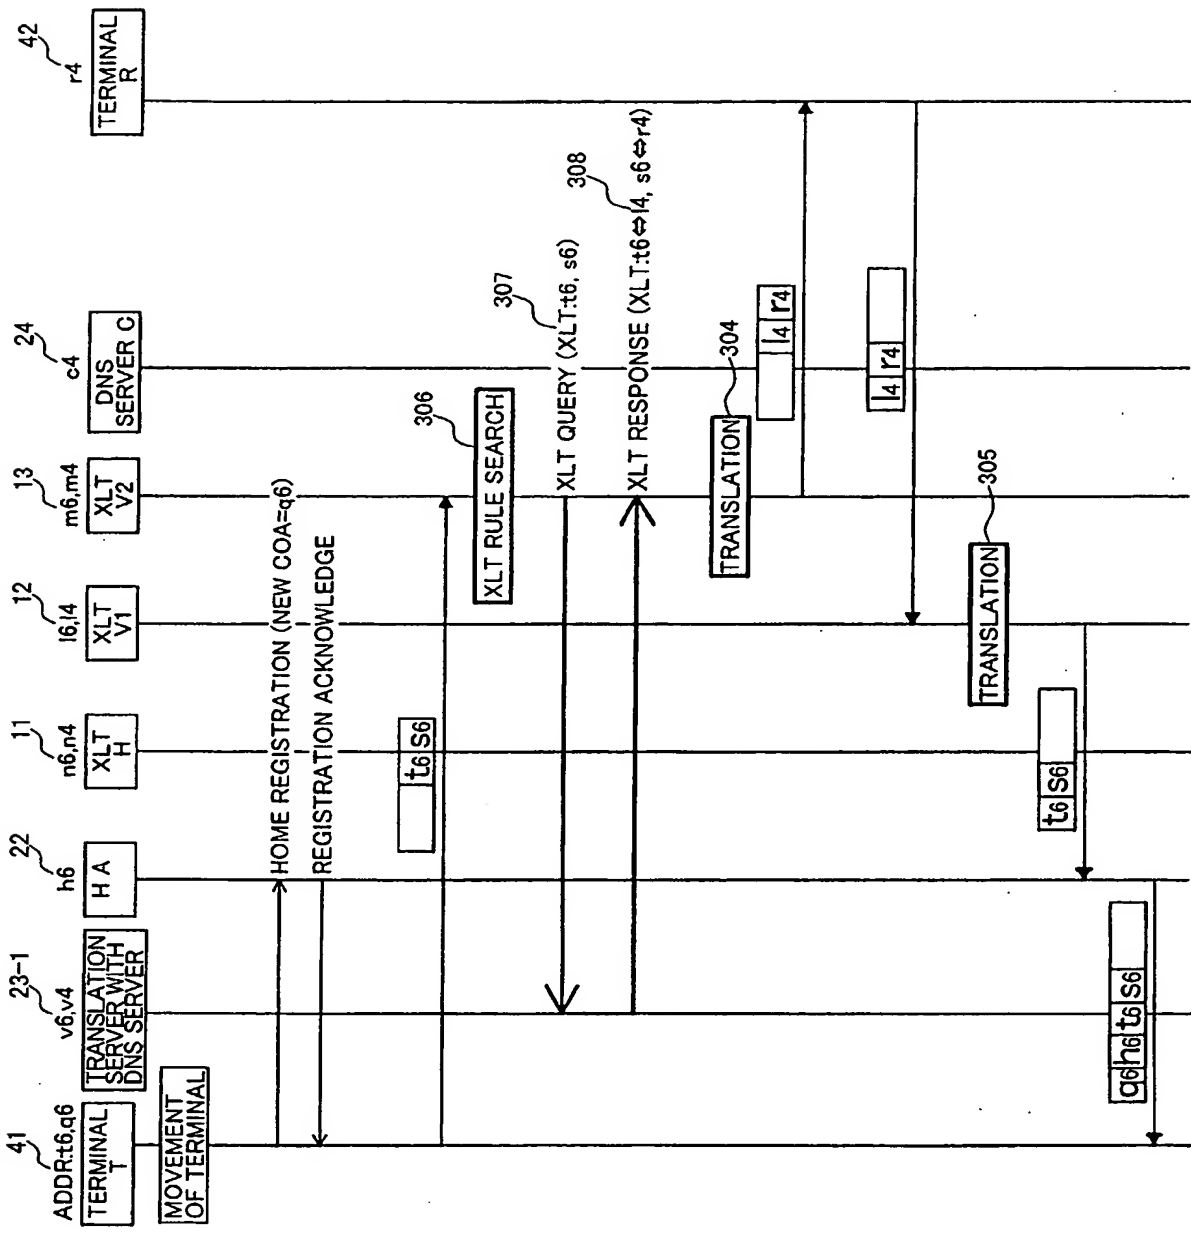 41
ADDR:t6,q6
TERMINAL
T
23-1
v6,v4
TRANSLATION
SERVER WITH
DNS SERVER
22
h6
H A
11
n6,n4
XLT
H
12
l6,l4
XLT
V1
13
m6,m4
XLT
V2
24
c4
DNS
SERVER C
42
r4
TERMINAL
R
MOVEMENT
OF TERMINAL
HOME REGISTRATION (NEW COA=q6)
REGISTRATION ACKNOWLEDGE
t6 s6
306
XLT RULE SEARCH
307
XLT QUERY (XLT:t6, s6)
308
XLT RESPONSE (XLT:t6⇔l4, s6⇔r4)
304
TRANSLATION
l4 r4
l4 r4
305
TRANSLATION
t6 s6
q6 h6 t6 s6